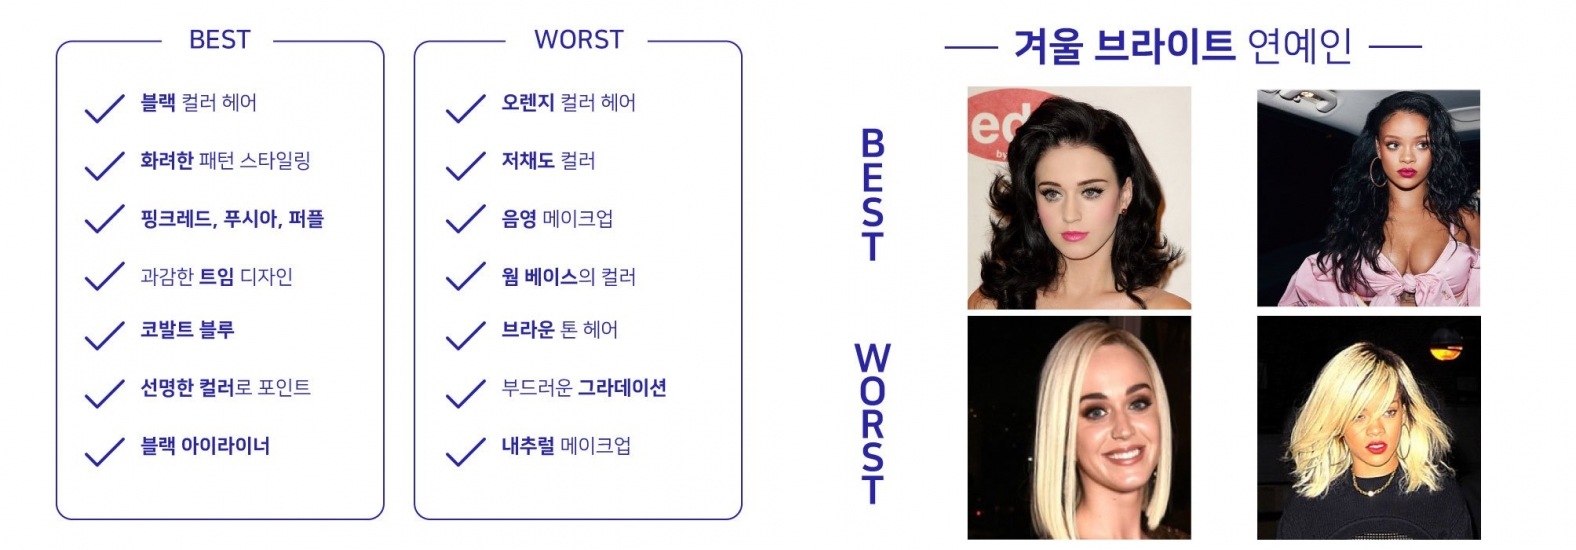 BEST
블랙 컬러 헤어
화려한 패턴 스타일링
핑크레드, 푸시아, 퍼플
과감한 트임 디자인
코발트 블루
선명한 컬러로 포인트
블랙 아이라이너
WORST
오렌지 컬러 헤어
저채도 컬러
음영 메이크업
웜 베이스의 컬러
브라운 톤 헤어
부드러운 그라데이션
내추럴 메이크업
겨울 브라이트 연예인
BEST
ed
by
WORST